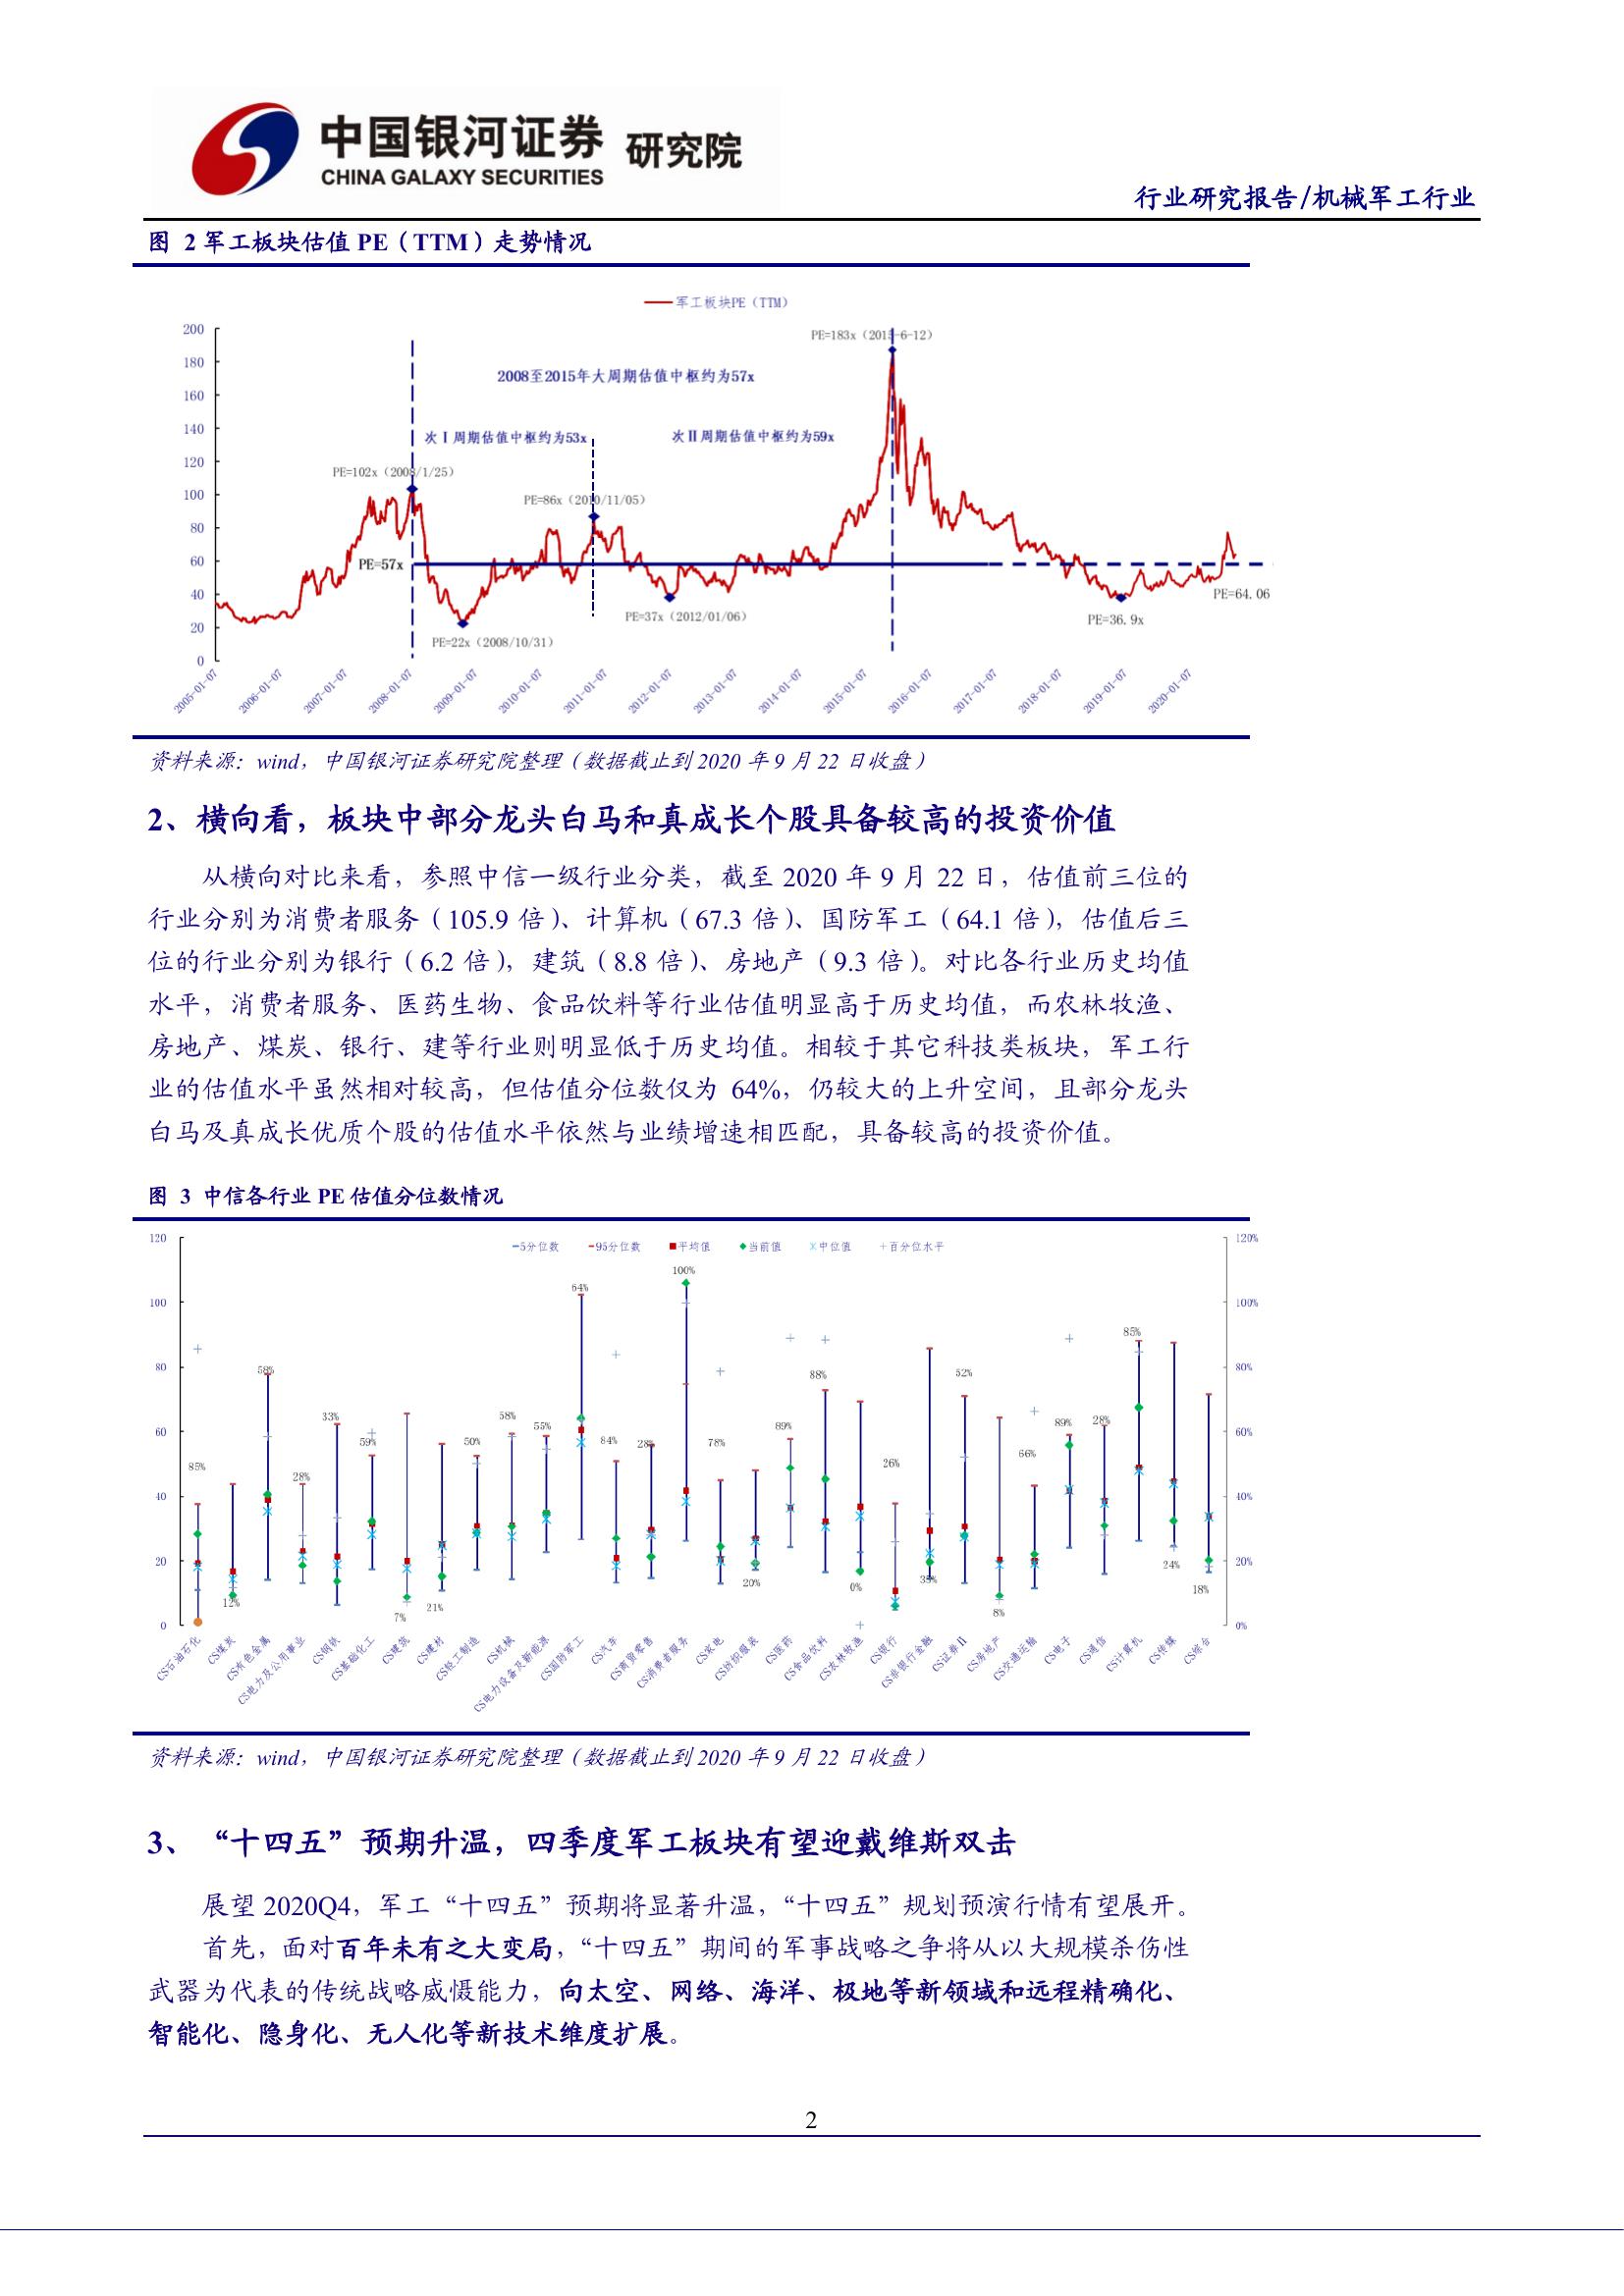 中国银河证券 研究院
CHINA GALAXY SECURITIES
行业研究报告/机械军工行业
图 2 军工板块估值 PE（TTM）走势情况
军工板块PE（TTM）
200
180
160
140
120
100
80
60
40
20
0
PE=183x（2015-6-12）
2008至2015年大周期估值中枢约为57x
次Ⅰ周期估值中枢约为53x
次Ⅱ周期估值中枢约为59x
PE=102x（2008/1/25）
PE=86x（2010/11/05）
PE=57x
PE=22x（2008/10/31）
PE=37x（2012/01/06）
PE=36.9x
PE=64.06
2005-01-07
2006-01-07
2007-01-07
2008-01-07
2009-01-07
2010-01-07
2011-01-07
2012-01-07
2013-01-07
2014-01-07
2015-01-07
2016-01-07
2017-01-07
2018-01-07
2019-01-07
2020-01-07
资料来源：wind，中国银河证券研究院整理（数据截止到 2020 年 9 月 22 日收盘）
2、横向看，板块中部分龙头白马和真成长个股具备较高的投资价值
从横向对比来看，参照中信一级行业分类，截至 2020 年 9 月 22 日，估值前三位的
行业分别为消费者服务（105.9 倍）、计算机（67.3 倍）、国防军工（64.1 倍），估值后三
位的行业分别为银行（6.2 倍），建筑（8.8 倍）、房地产（9.3 倍）。对比各行业历史均值
水平，消费者服务、医药生物、食品饮料等行业估值明显高于历史均值，而农林牧渔、
房地产、煤炭、银行、建等行业则明显低于历史均值。相较于其它科技类板块，军工行
业的估值水平虽然相对较高，但估值分位数仅为 64%，仍较大的上升空间，且部分龙头
白马及真成长优质个股的估值水平依然与业绩增速相匹配，具备较高的投资价值。
图 3 中信各行业 PE 估值分位数情况
5分位数 95分位数 平均值 当前值 中位值 百分位水平
120
100
80
60
40
20
0
120%
100%
80%
60%
40%
20%
0%
85%
12%
58%
28%
33%
59%
7%
21%
50%
58%
55%
64%
84%
28%
100%
78%
20%
89%
88%
0%
26%
35%
52%
8%
66%
89%
28%
85%
24%
18%
CS石油石化
CS煤炭
CS有色金属
CS电力及公用事业
CS钢铁
CS基础化工
CS建筑
CS建材
CS轻工制造
CS机械
CS电力设备及新能源
CS国防军工
CS汽车
CS商贸零售
CS消费者服务
CS家电
CS纺织服装
CS医药
CS食品饮料
CS农林牧渔
CS银行
CS非银行金融
CS证券Ⅱ
CS房地产
CS交通运输
CS电子
CS通信
CS计算机
CS传媒
CS综合
资料来源：wind，中国银河证券研究院整理（数据截止到 2020 年 9 月 22 日收盘）
3、“十四五”预期升温，四季度军工板块有望迎戴维斯双击
展望 2020Q4，军工“十四五”预期将显著升温，“十四五”规划预演行情有望展开。
首先，面对百年未有之大变局，“十四五”期间的军事战略之争将从以大规模杀伤性
武器为代表的传统战略威慑能力，向太空、网络、海洋、极地等新领域和远程精确化、
智能化、隐身化、无人化等新技术维度扩展。
2